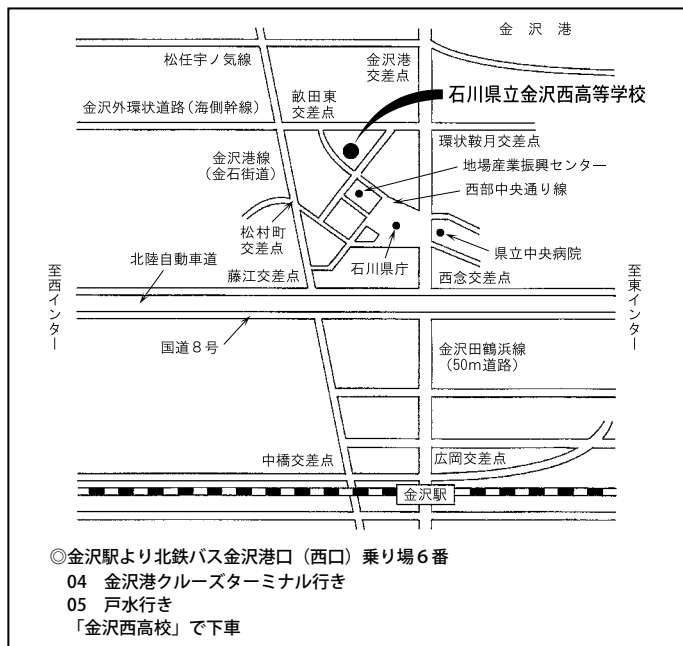 金沢港
松任宇ノ気線
金沢港
交差点
畝田東
交差点
石川県立金沢西高等学校
金沢外環状道路(海側幹線)
環状鞍月交差点
金沢港線
(金石街道)
地場産業振興センター
西部中央通り線
松村町
交差点
県立中央病院
北陸自動車道
石川県庁
藤江交差点
西念交差点
至西インター
至東インター
国道8号
金沢田鶴浜線
(50m道路)
中橋交差点
広岡交差点
金沢駅
◎金沢駅より北鉄バス金沢港口(西口)乗り場6番
04 金沢港クルーズターミナル行き
05 戸水行き
「金沢西高校」で下車